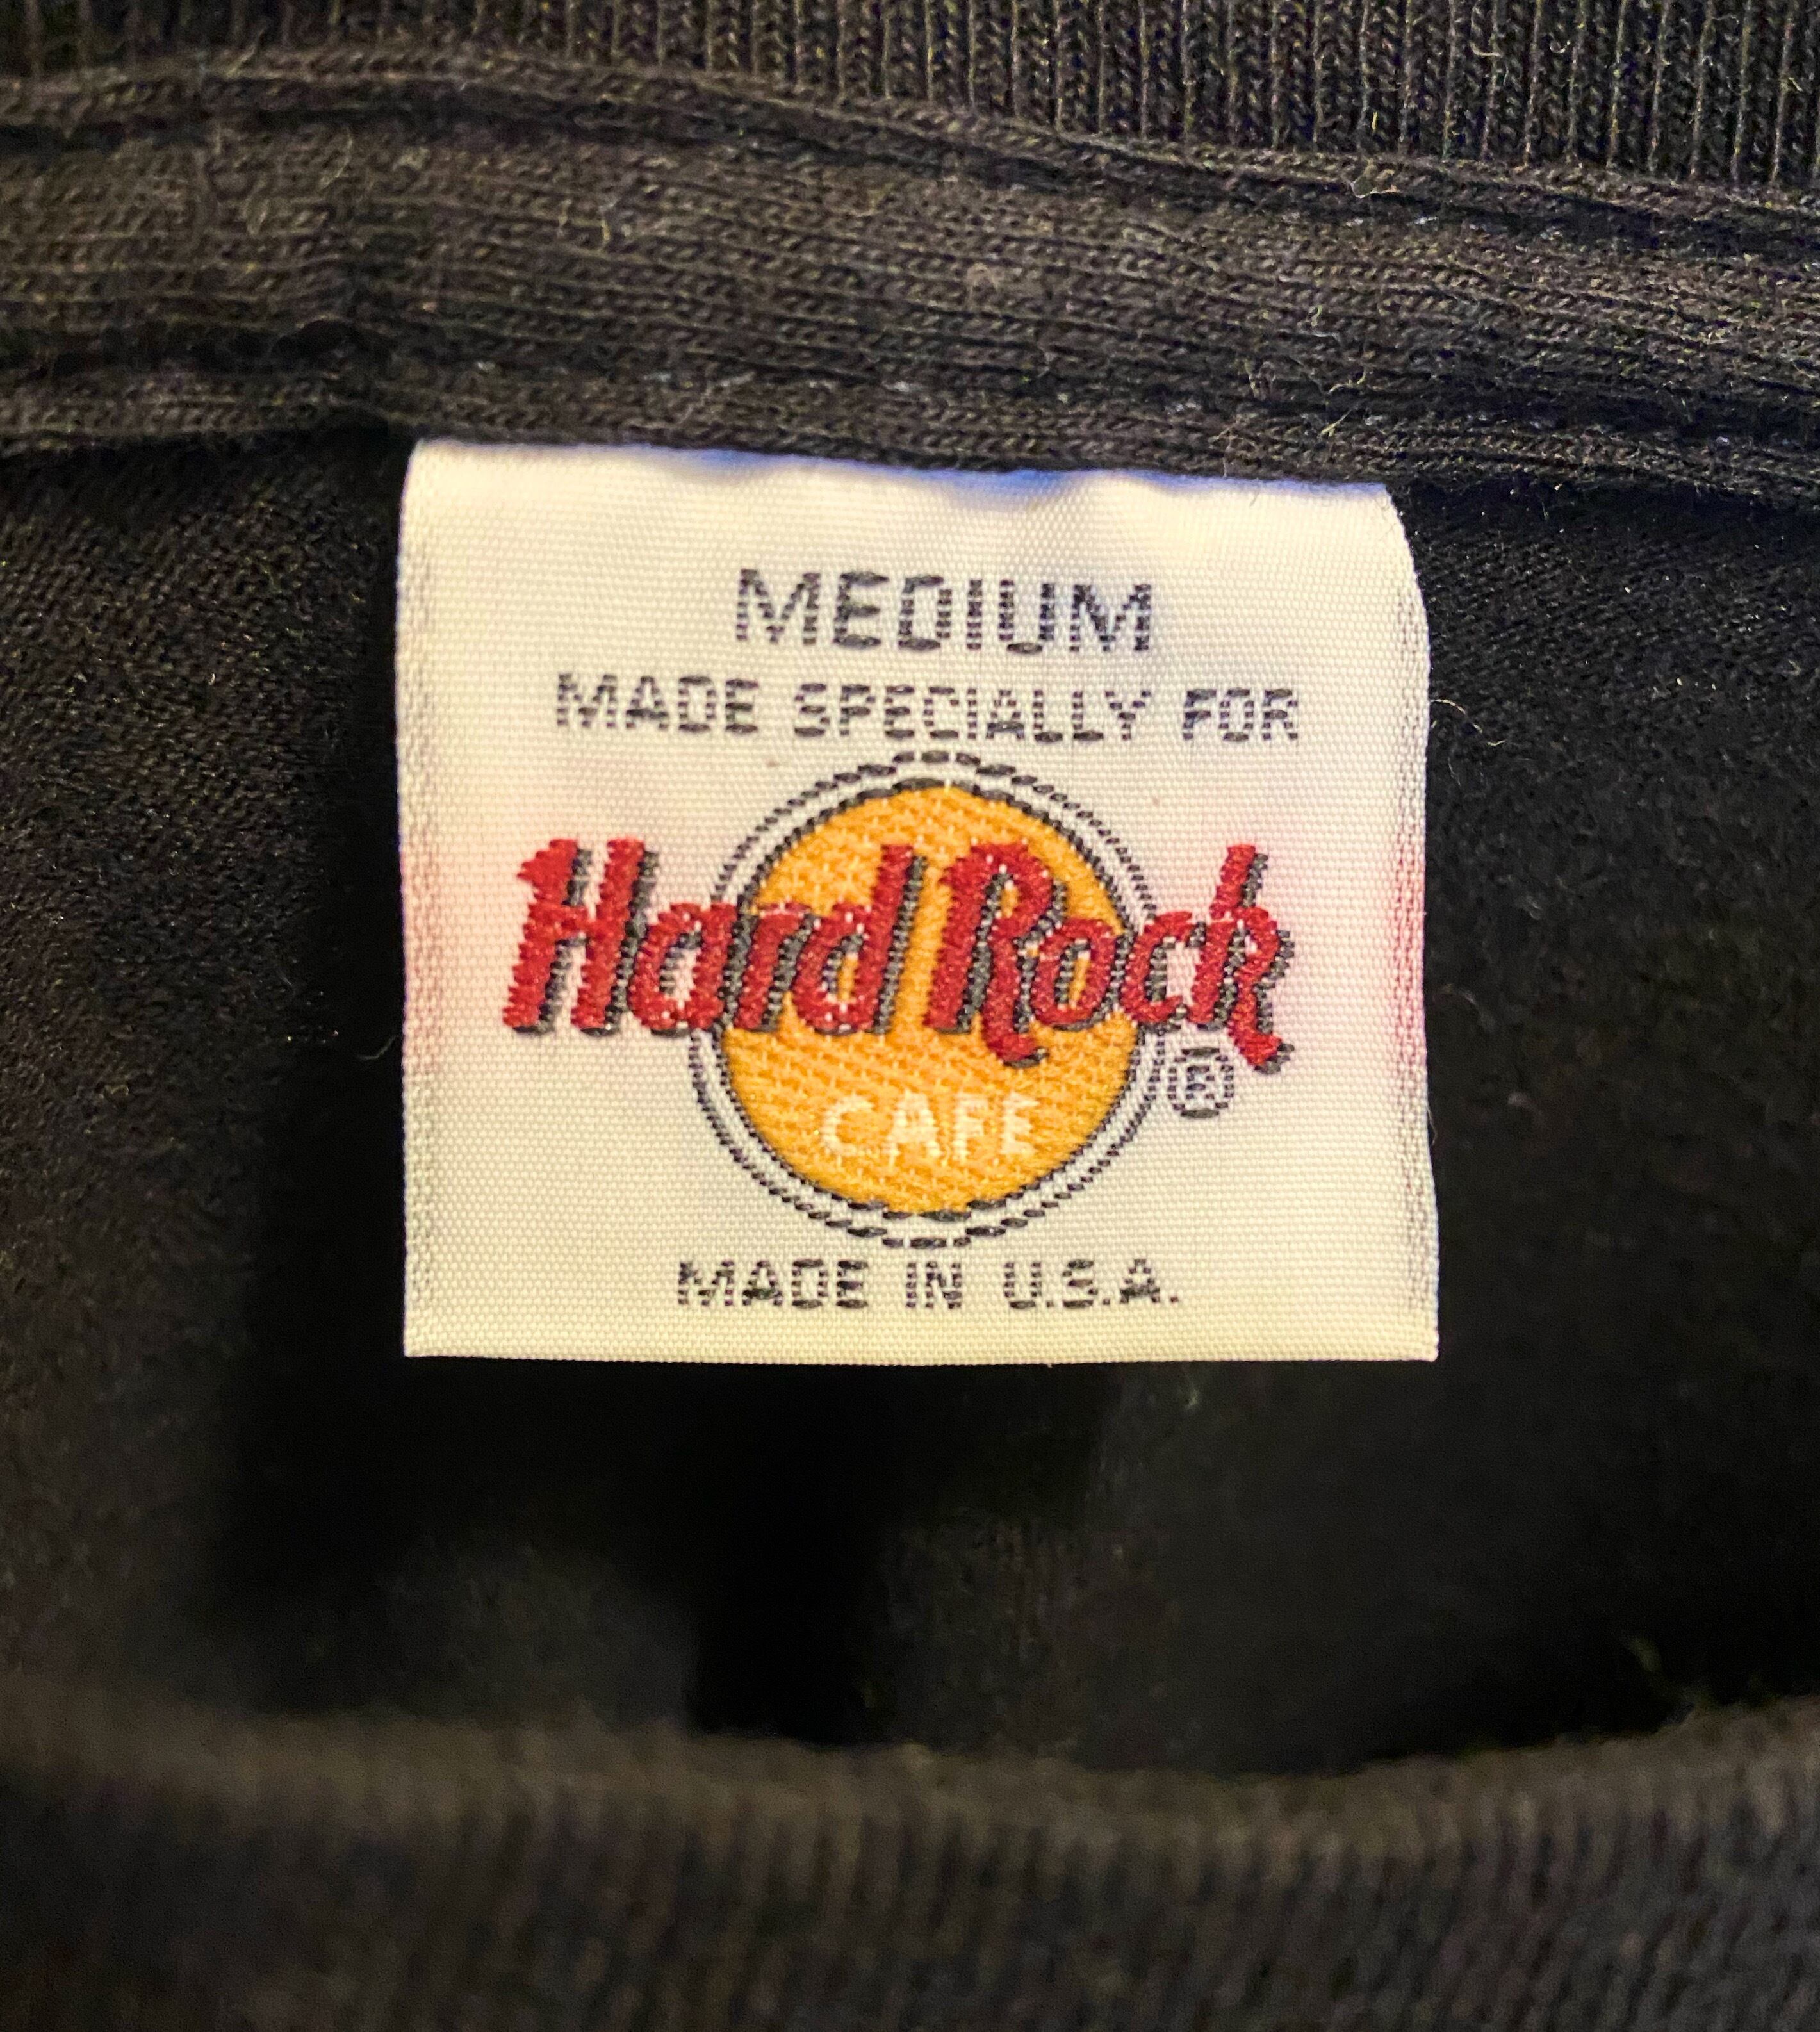 MEDIUM
MADE SPECIALLY FOR
Hard Rock
®
CAFE
MADE IN U.S.A.